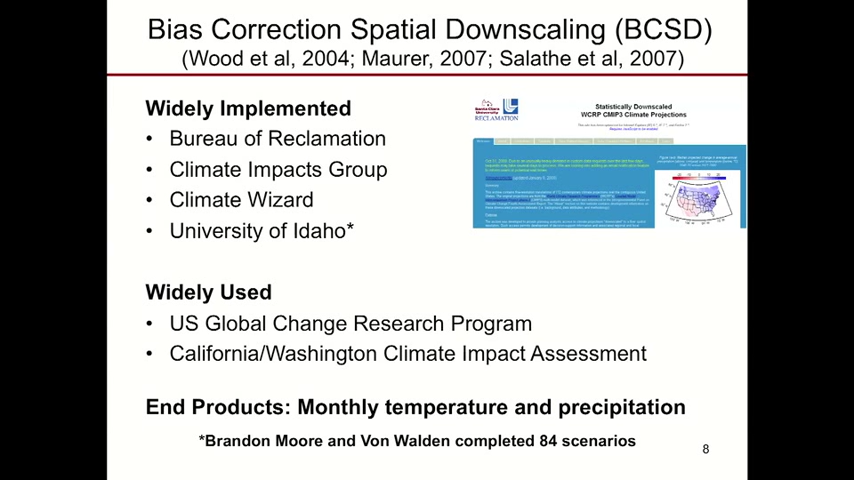 Bias Correction Spatial Downscaling (BCSD)
(Wood et al, 2004; Maurer, 2007; Salathe et al, 2007)
Widely Implemented
• Bureau of Reclamation
• Climate Impacts Group
• Climate Wizard
• University of Idaho*
RECLAMATION
Statistically Downscaled
WCRP CMIP3 Climate Projections
Widely Used
• US Global Change Research Program
• California/Washington Climate Impact Assessment
End Products: Monthly temperature and precipitation
*Brandon Moore and Von Walden completed 84 scenarios
8